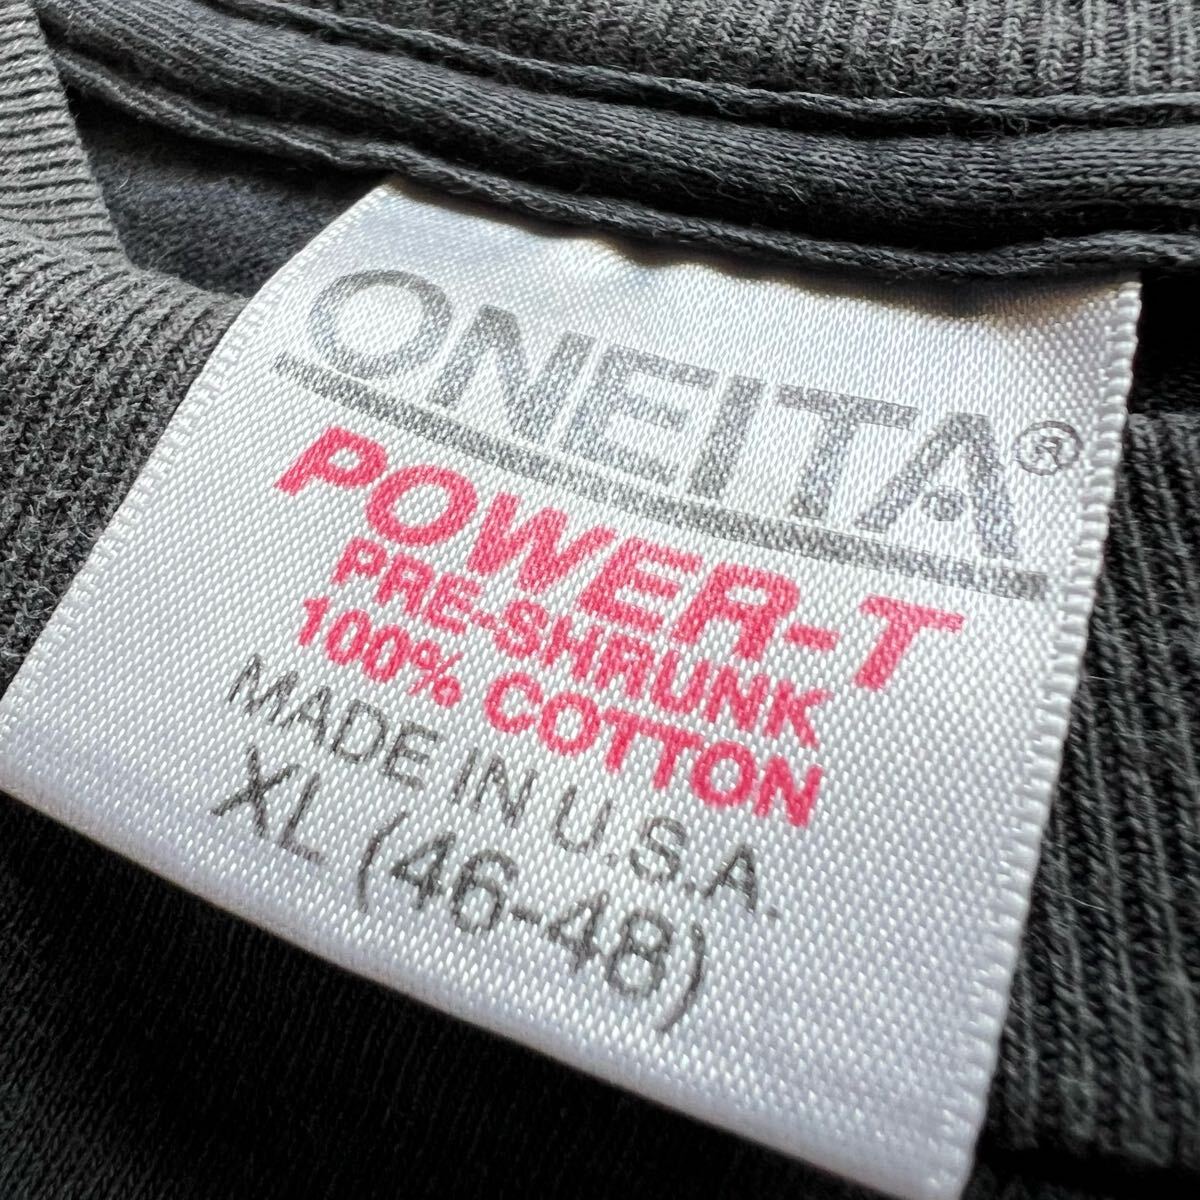 ONEITA®
POWER-T
PRE-SHRUNK
100% COTTON
MADE IN U.S.A.
XL (46-48)